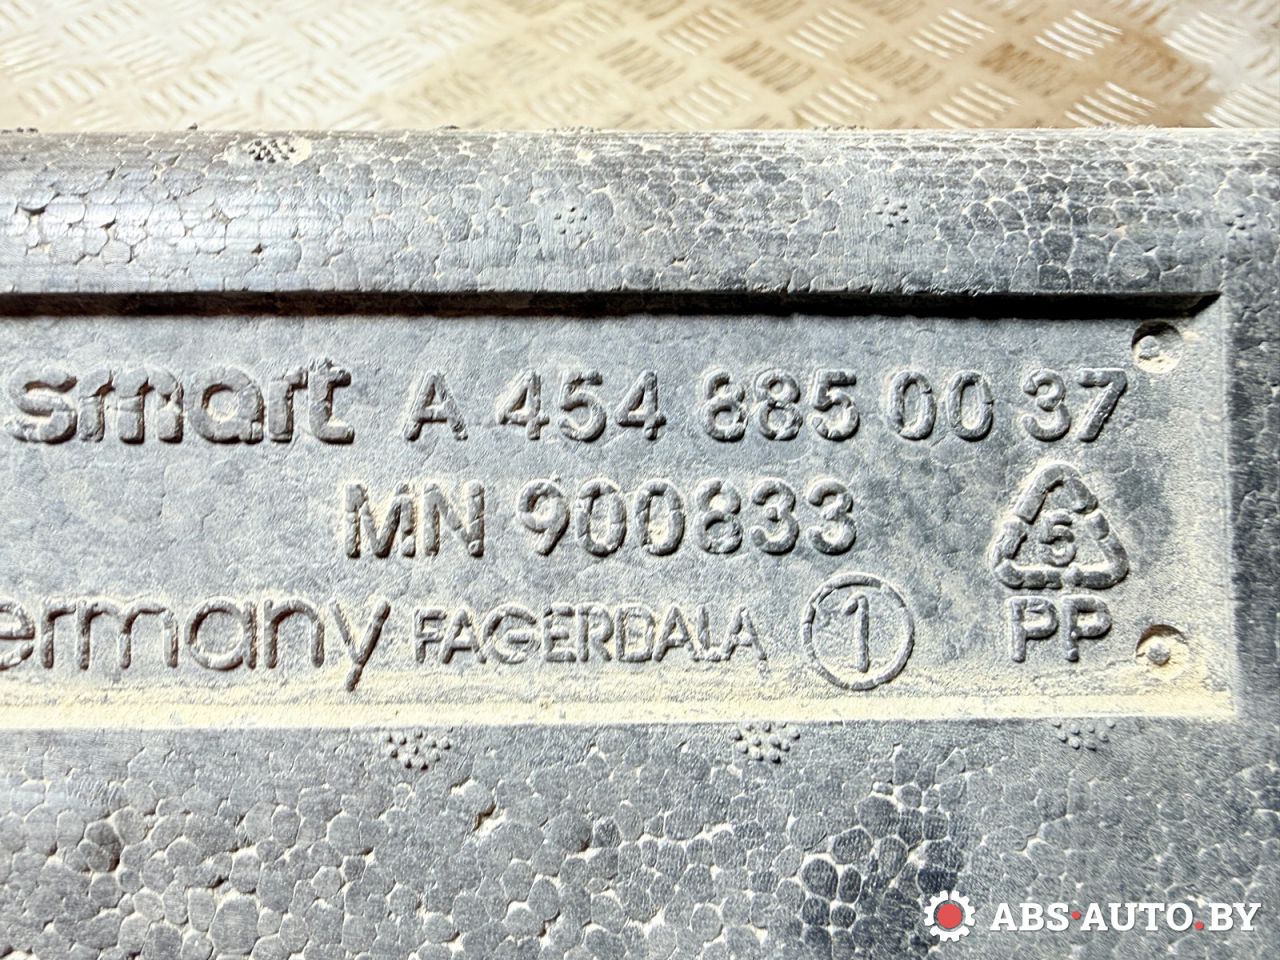 smart A 454 885 00 37
MN 900833
5
PP
ermany FAGERDALA 1
ABS·AUTO.BY